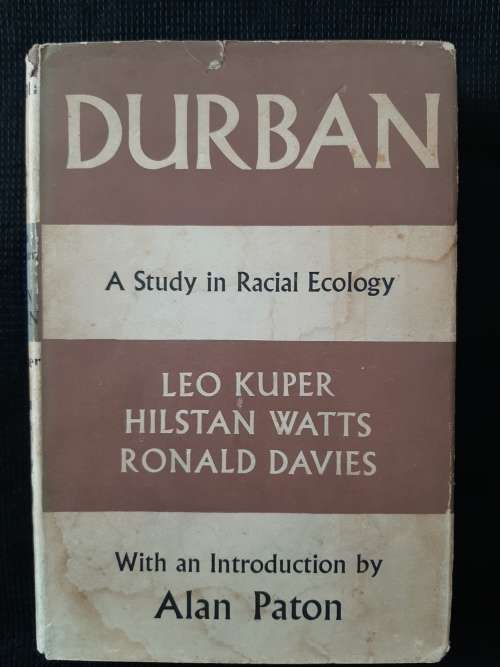 DURBAN
A Study in Racial Ecology
LEO KUPER
HILSTAN WATTS
RONALD DAVIES
With an Introduction by
Alan Paton